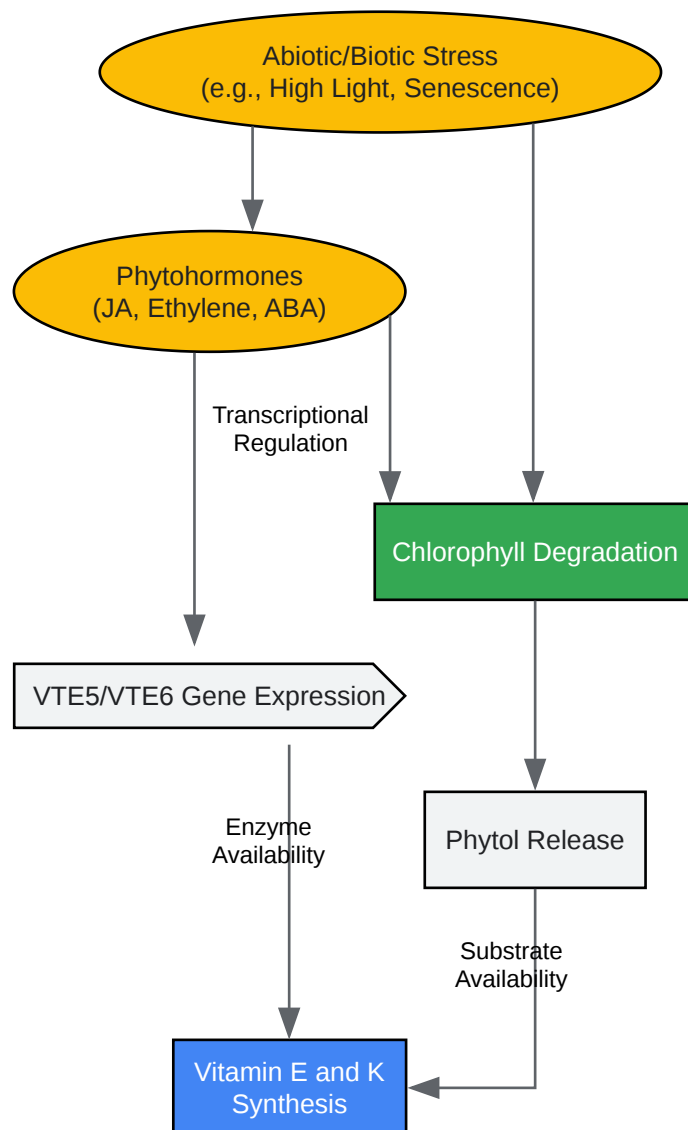 Abiotic/Biotic Stress
(e.g., High Light, Senescence)
Phytohormones
(JA, Ethylene, ABA)
Transcriptional
Regulation
Chlorophyll Degradation
VTE5/VTE6 Gene Expression
Enzyme
Availability
Phytol Release
Substrate
Availability
Vitamin E and K
Synthesis